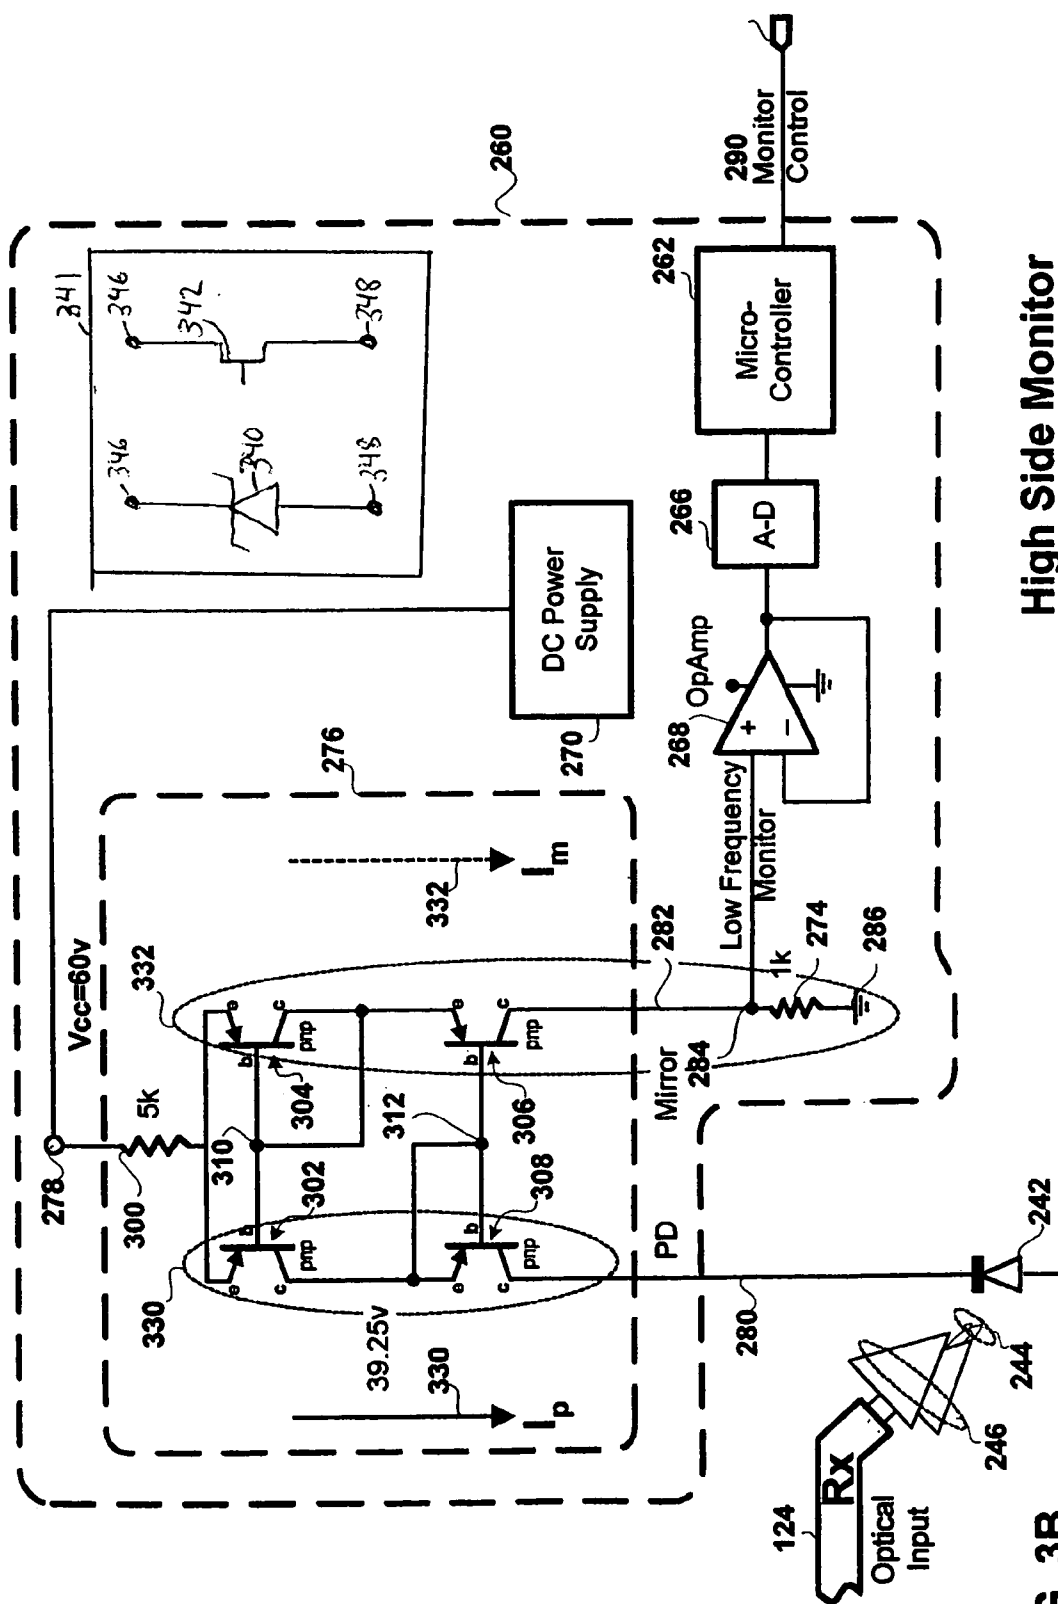 341
346
342
348
346
340
348
260
290
Monitor
Control
262
Micro-
Controller
266
A-D
OpAmp
268
+
−
DC Power
Supply
270
276
Vcc=60v
278
300
5k
332
330
310
302
304
312
308
306
e
b
c
pnp
e
b
c
pnp
e
b
c
pnp
e
b
c
pnp
39.25v
330
Ip
332
Im
Low Frequency
Monitor
282
1k
274
286
284
Mirror
PD
280
242
244
246
124
Rx
Optical
Input
High Side Monitor
3B